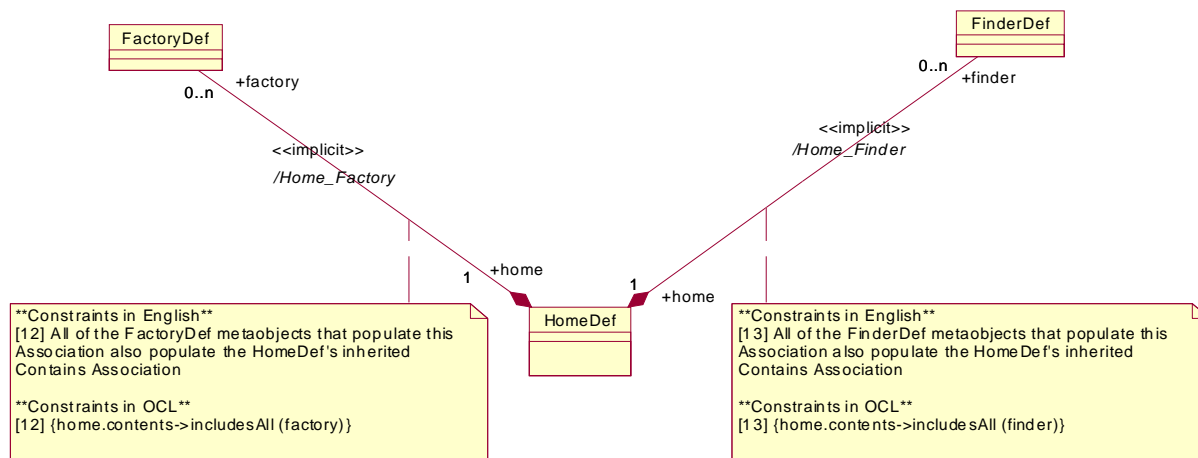 FactoryDef
FinderDef
+factory
0..n
0..n
+finder
<<implicit>>
/Home_Factory
<<implicit>>
/Home_Finder
+home
1
1
+home
HomeDef
**Constraints in English**
[12] All of the FactoryDef metaobjects that populate this
Association also populate the HomeDef's inherited
Contains Association
**Constraints in OCL**
[12] {home.contents->includesAll (factory)}
**Constraints in English**
[13] All of the FinderDef metaobjects that populate this
Association also populate the HomeDef's inherited
Contains Association
**Constraints in OCL**
[13] {home.contents->includesAll (finder)}